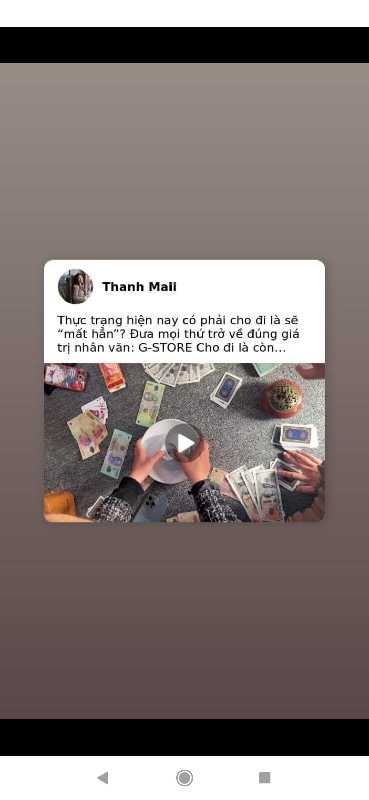 Thanh Maii
Thực trạng hiện nay có phải cho đi là sẽ
“mất hẳn”? Đưa mọi thứ trở về đúng giá
trị nhân văn: G-STORE Cho đi là còn...